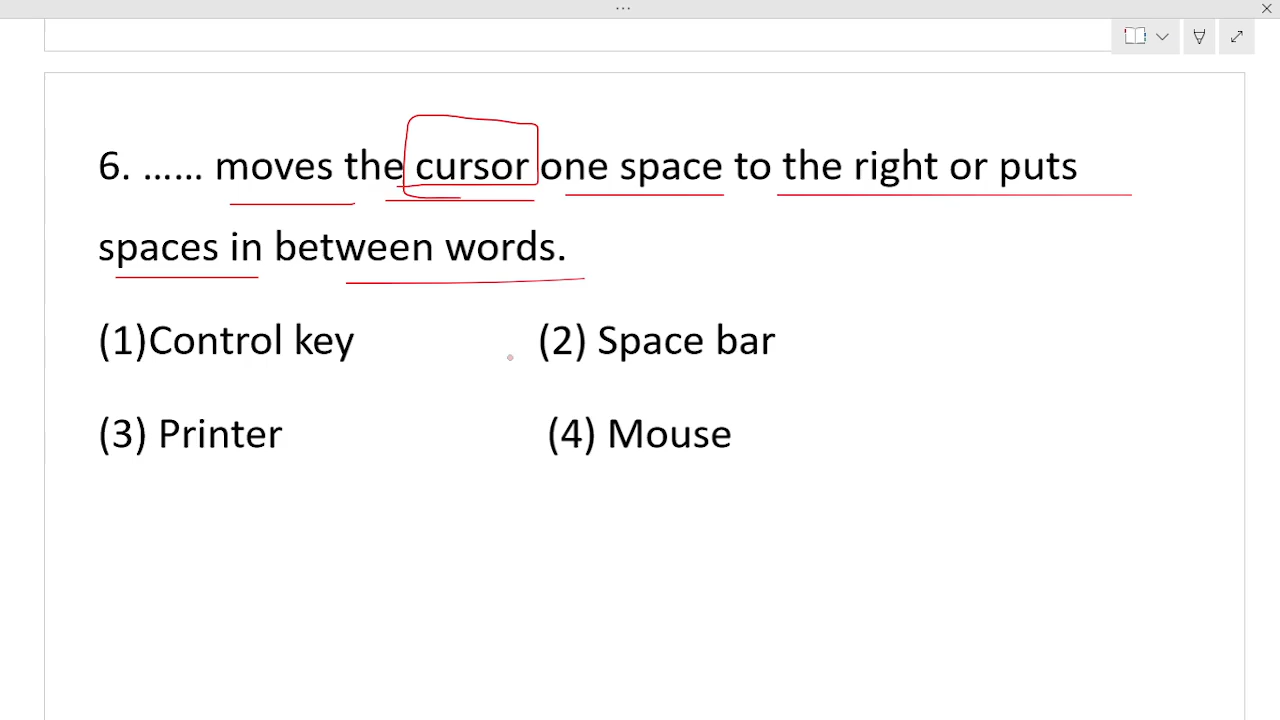 6. ...... moves the cursor one space to the right or puts
spaces in between words.
(1)Control key (2) Space bar
(3) Printer (4) Mouse